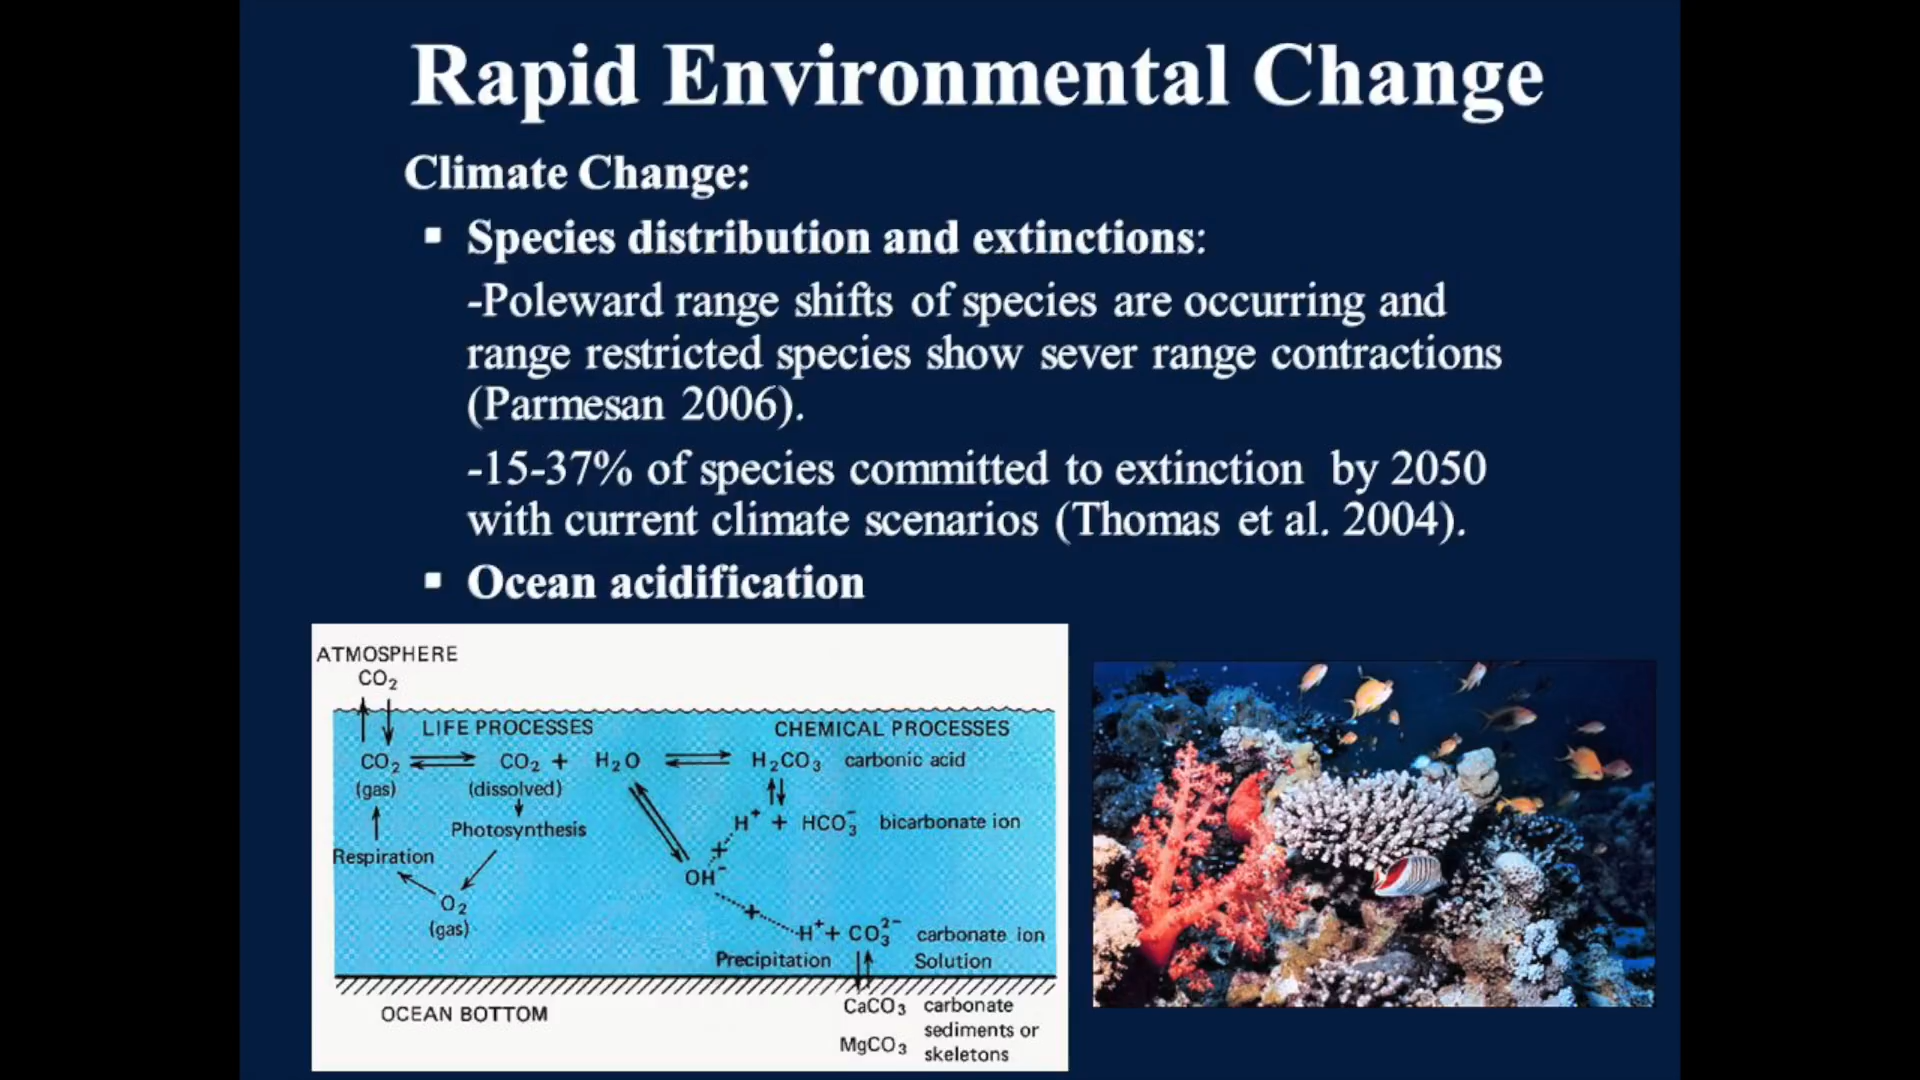 Rapid Environmental Change
Climate Change:
▪ Species distribution and extinctions:
-Poleward range shifts of species are occurring and
range restricted species show sever range contractions
(Parmesan 2006).
-15-37% of species committed to extinction by 2050
with current climate scenarios (Thomas et al. 2004).
▪ Ocean acidification
ATMOSPHERE
CO₂
LIFE PROCESSES CHEMICAL PROCESSES
CO₂ ⇌ CO₂ + H₂O ⇌ H₂CO₃ carbonic acid
(gas) (dissolved)
H⁺ + HCO₃⁻ bicarbonate ion
Photosynthesis
+
Respiration
OH⁻
O₂
+
(gas)
H⁺ + CO₃²⁻ carbonate ion
Precipitation Solution
OCEAN BOTTOM
CaCO₃ carbonate
sediments or
MgCO₃ skeletons